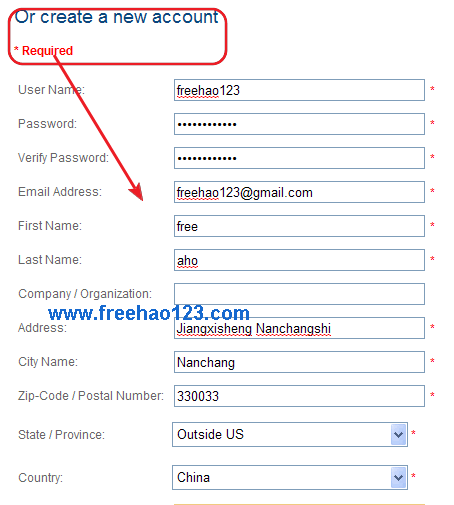 Or create a new account
* Required
User Name: freehao123 *
Password: •••••••••••• *
Verify Password: •••••••••••• *
Email Address: freehao123@gmail.com *
First Name: free *
Last Name: aho *
Company / Organization:
www.freehao123.com
Address: Jiangxisheng Nanchangshi *
City Name: Nanchang *
Zip-Code / Postal Number: 330033 *
State / Province: Outside US *
Country: China *